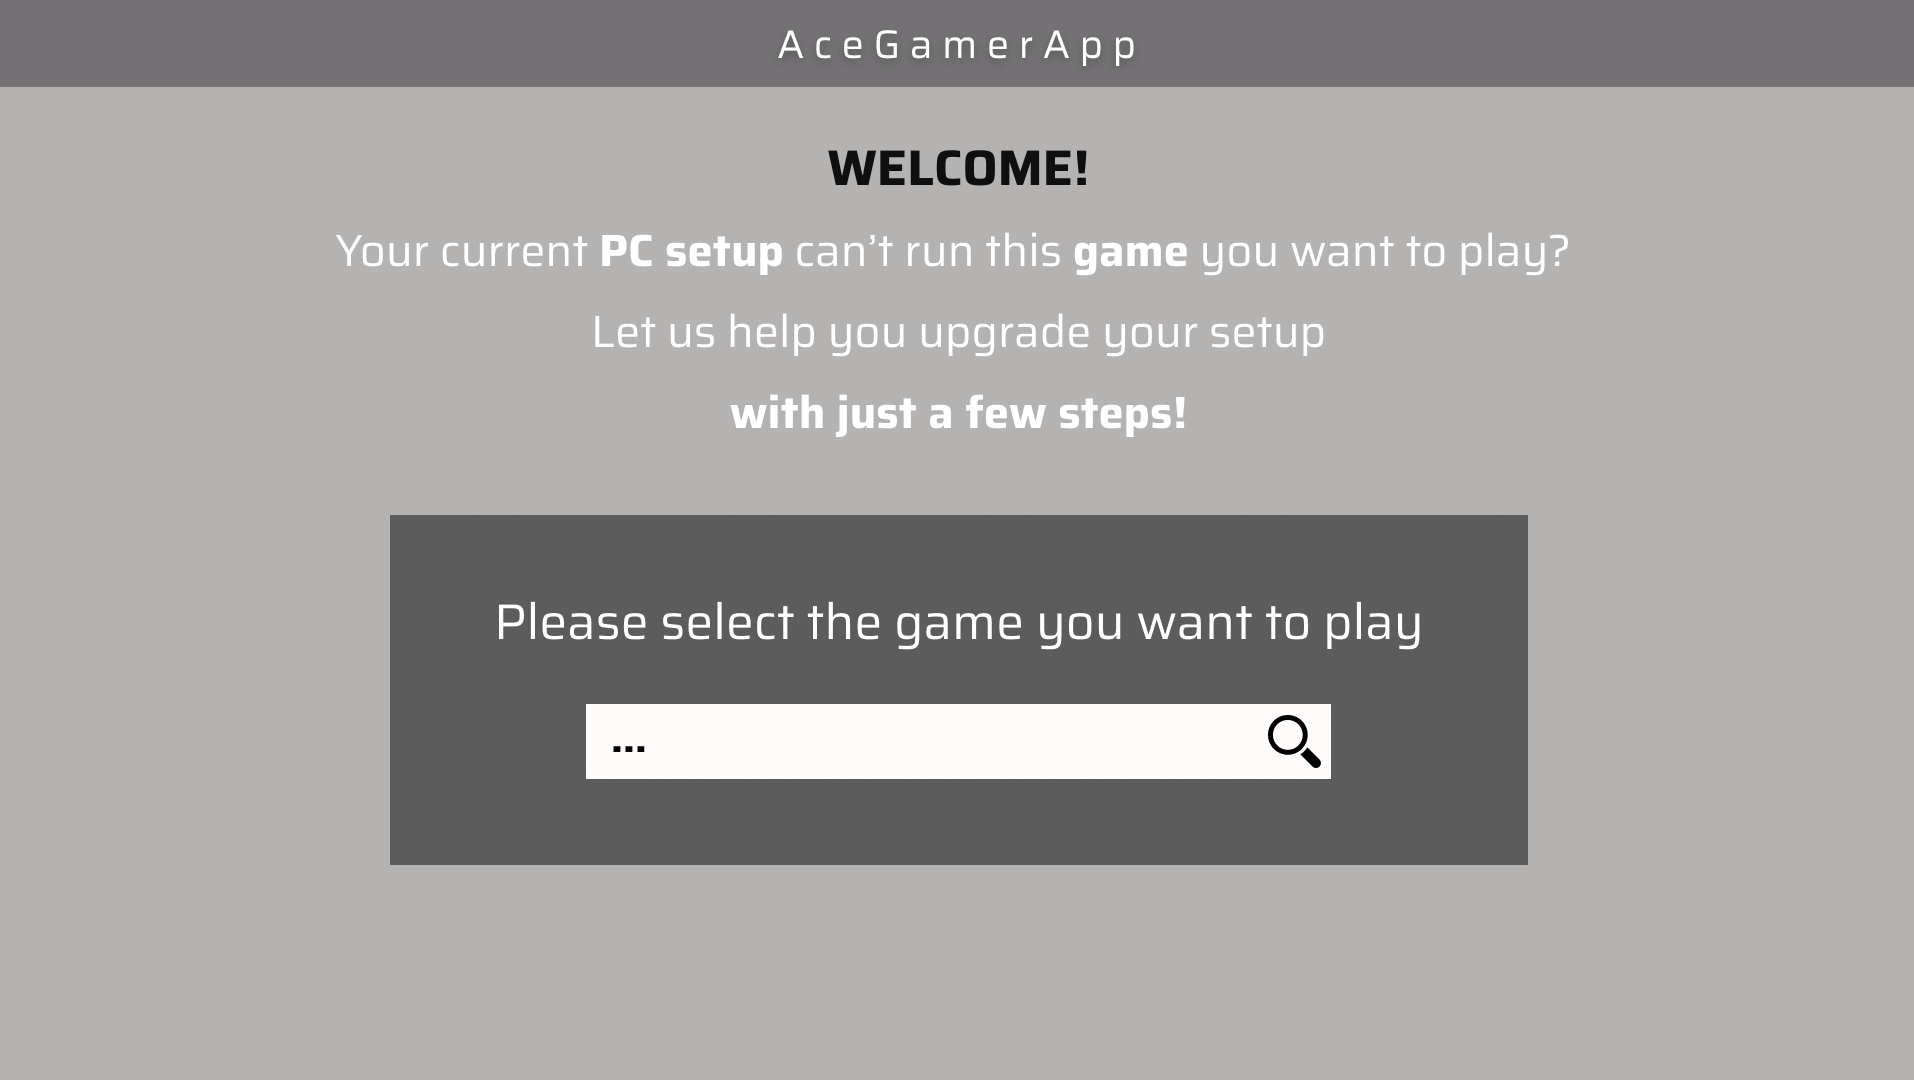 AceGamerApp
WELCOME!
Your current PC setup can’t run this game you want to play?
Let us help you upgrade your setup
with just a few steps!
Please select the game you want to play
...